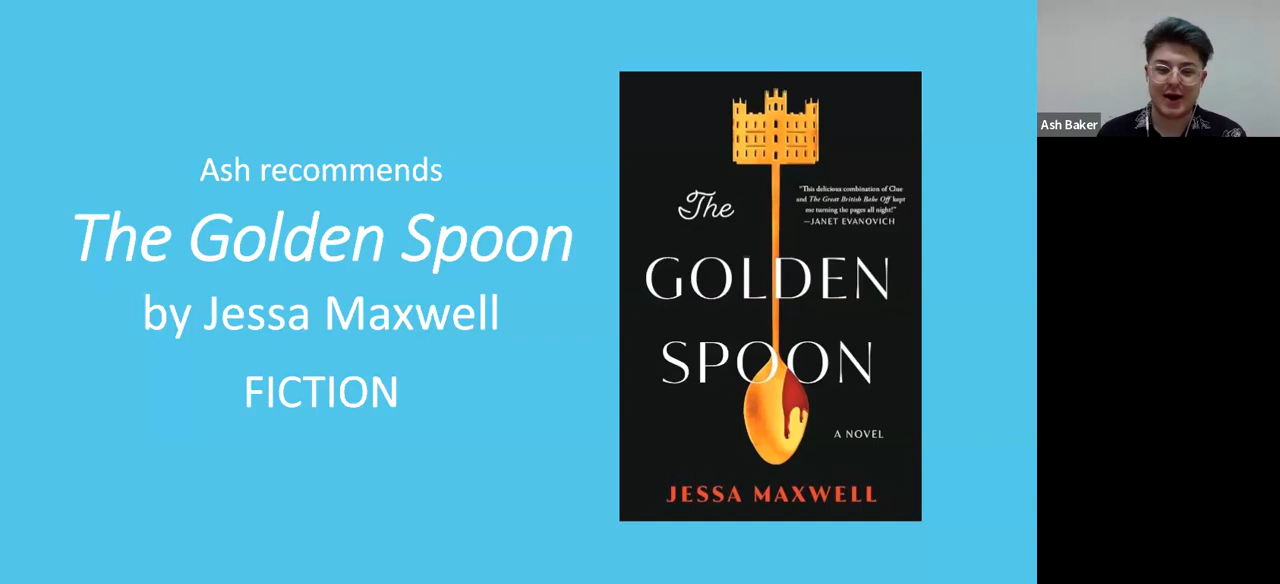 Ash recommends
The Golden Spoon
by Jessa Maxwell
FICTION
The
"This delicious combination of Clue
and The Great British Bake Off kept
me turning the pages all night!"
—JANET EVANOVICH
GOLDEN
SPOON
A NOVEL
JESSA MAXWELL
Ash Baker